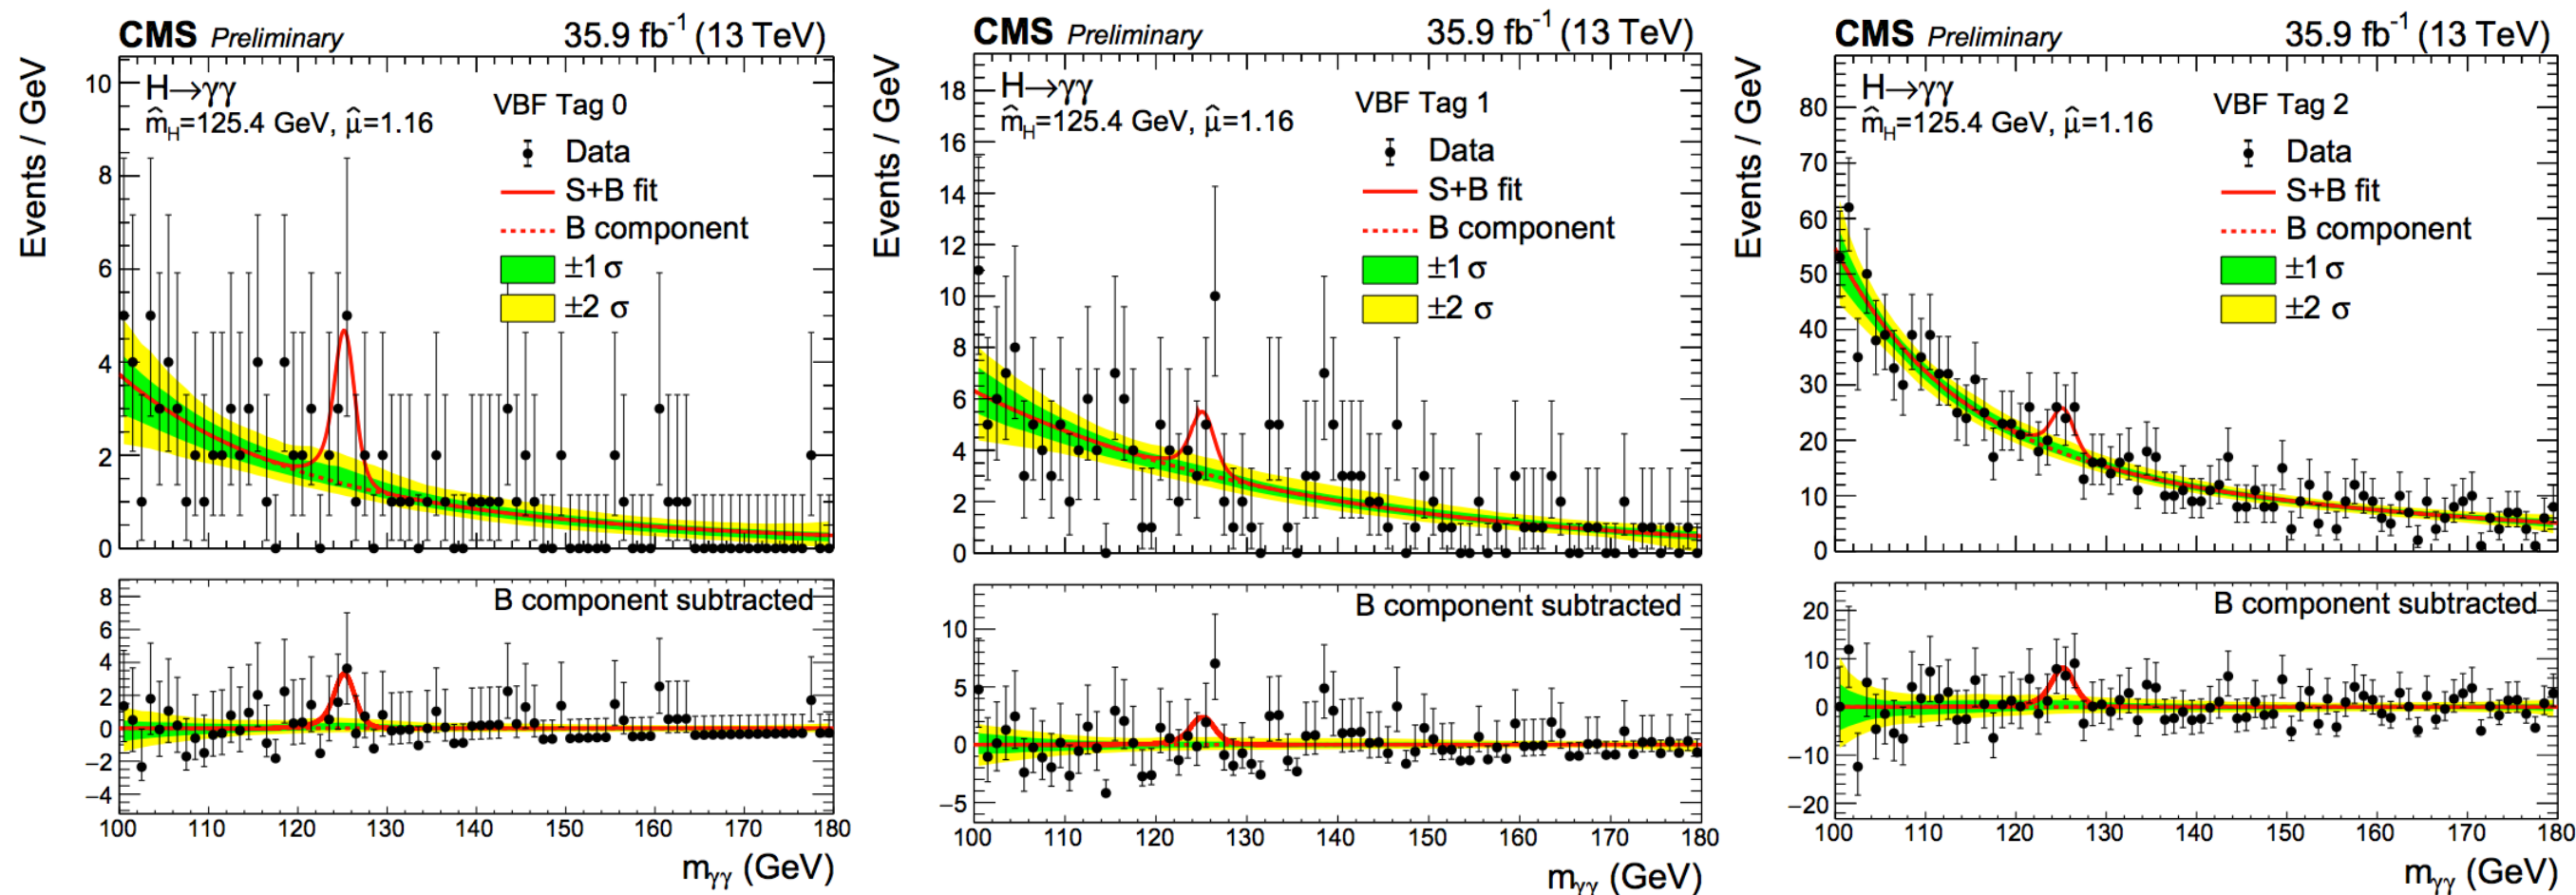 CMS Preliminary 35.9 fb⁻¹ (13 TeV)
Events / GeV
H→γγ
m̂_H=125.4 GeV, μ̂=1.16
VBF Tag 0
Data
S+B fit
B component
±1 σ
±2 σ
10
8
6
4
2
0
B component subtracted
8
6
4
2
0
−2
−4
100 110 120 130 140 150 160 170 180
m_γγ (GeV)
CMS Preliminary 35.9 fb⁻¹ (13 TeV)
Events / GeV
H→γγ
m̂_H=125.4 GeV, μ̂=1.16
VBF Tag 1
Data
S+B fit
B component
±1 σ
±2 σ
18
16
14
12
10
8
6
4
2
0
B component subtracted
10
5
0
−5
100 110 120 130 140 150 160 170 180
m_γγ (GeV)
CMS Preliminary 35.9 fb⁻¹ (13 TeV)
Events / GeV
H→γγ
m̂_H=125.4 GeV, μ̂=1.16
VBF Tag 2
Data
S+B fit
B component
±1 σ
±2 σ
80
70
60
50
40
30
20
10
0
B component subtracted
20
10
0
−10
−20
100 110 120 130 140 150 160 170 180
m_γγ (GeV)